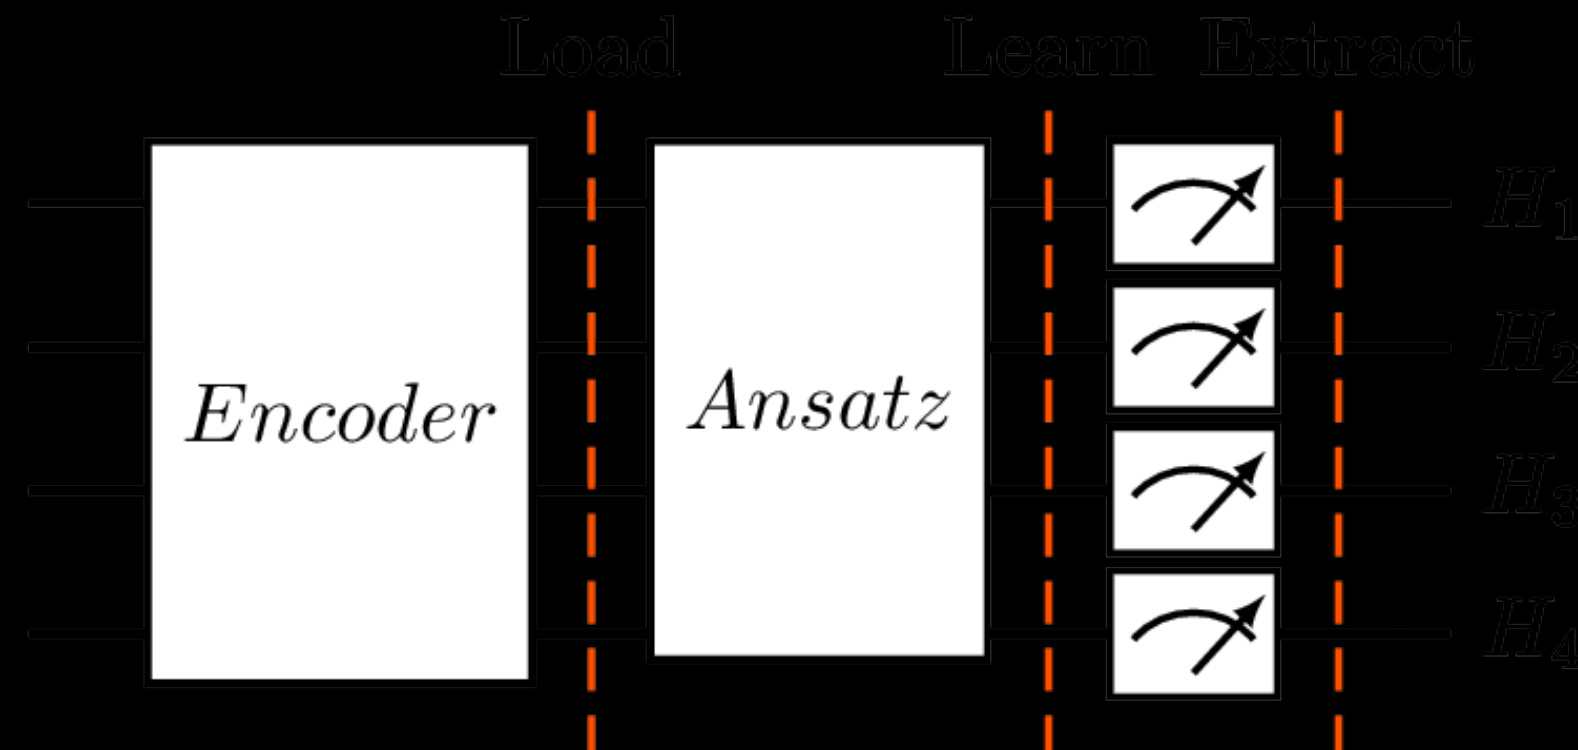 Load Learn Extract
H1
H2
Encoder Ansatz
H3
H4